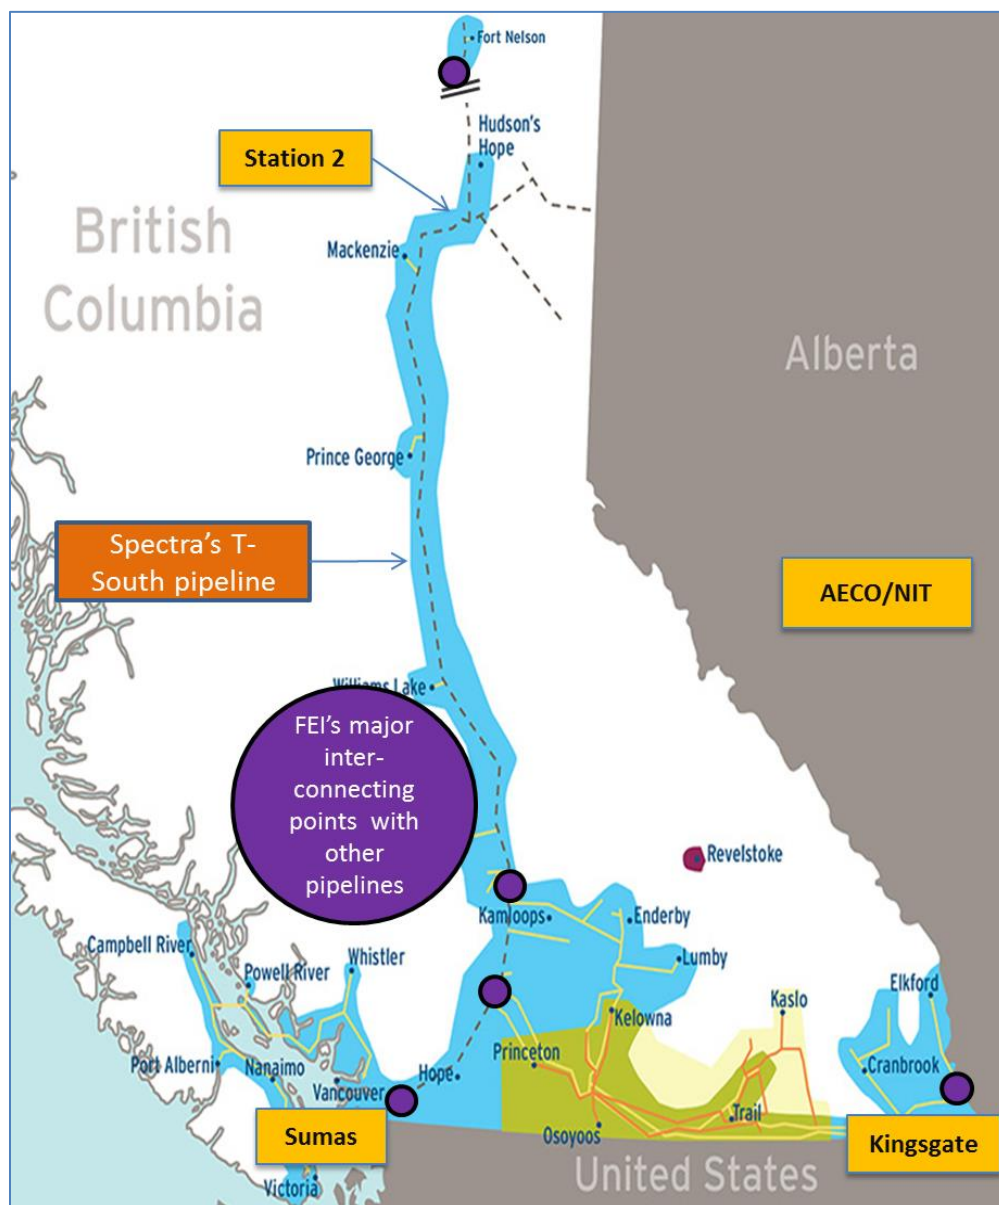 Fort Nelson
Hudson's
Hope
Station 2
British
Columbia
Mackenzie
Alberta
Prince George
Spectra's T-
South pipeline
AECO/NIT
Williams Lake
FEI's major
inter-
connecting
points with
other
pipelines
Revelstoke
Kamloops
Enderby
Campbell River
Whistler
Lumby
Powell River
Elkford
Kaslo
Kelowna
Port Alberni
Nanaimo
Princeton
Cranbrook
Vancouver
Hope
Trail
Sumas
Osoyoos
Kingsgate
United States
Victoria